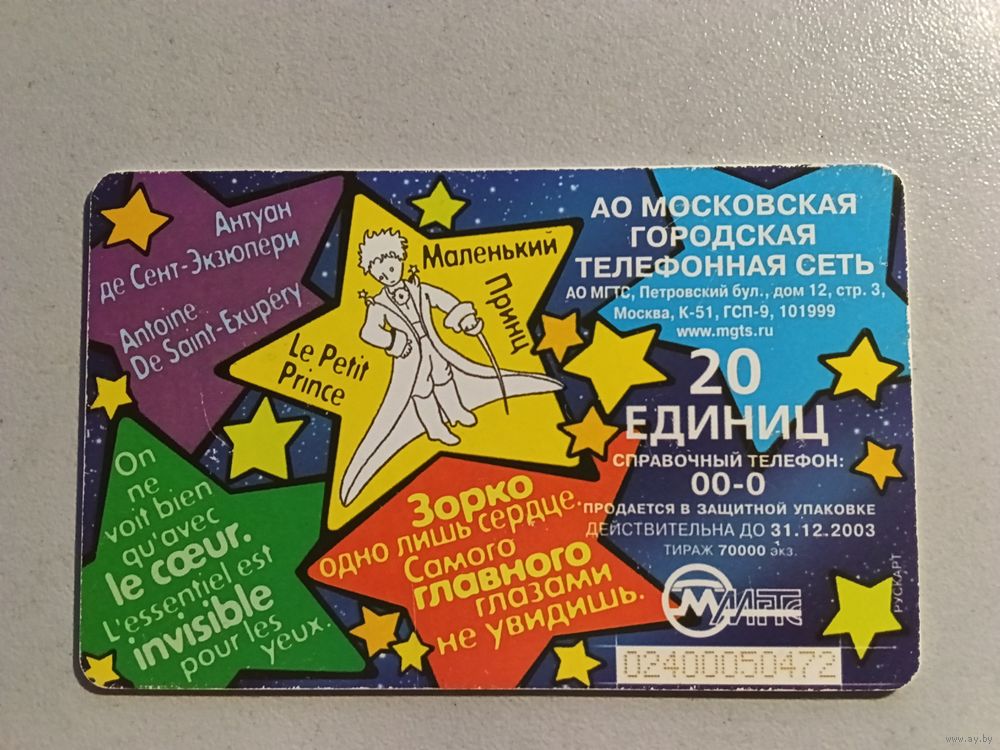 Антуан
де Сент-Экзюпери
Antoine
De Saint-Exupéry
Маленький
Принц
Le Petit
Prince
On
ne
voit bien
qu'avec
le cœur.
L'essentiel est
invisible
pour les
yeux.
Зорко
одно лишь сердце.
Самого
главного
глазами
не увидишь.
АО МОСКОВСКАЯ
ГОРОДСКАЯ
ТЕЛЕФОННАЯ СЕТЬ
АО МГТС, Петровский бул., дом 12, стр. 3,
Москва, К-51, ГСП-9, 101999
www.mgts.ru
20
ЕДИНИЦ
СПРАВОЧНЫЙ ТЕЛЕФОН:
00-0
ПРОДАЕТСЯ В ЗАЩИТНОЙ УПАКОВКЕ
ДЕЙСТВИТЕЛЬНА ДО 31.12.2003
ТИРАЖ 70000 экз.
МГТС
РУСКАРТ
02400050472
www.ay.by